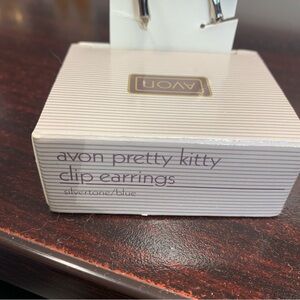 AVON
avon pretty kitty
clip earrings
silvertone/blue